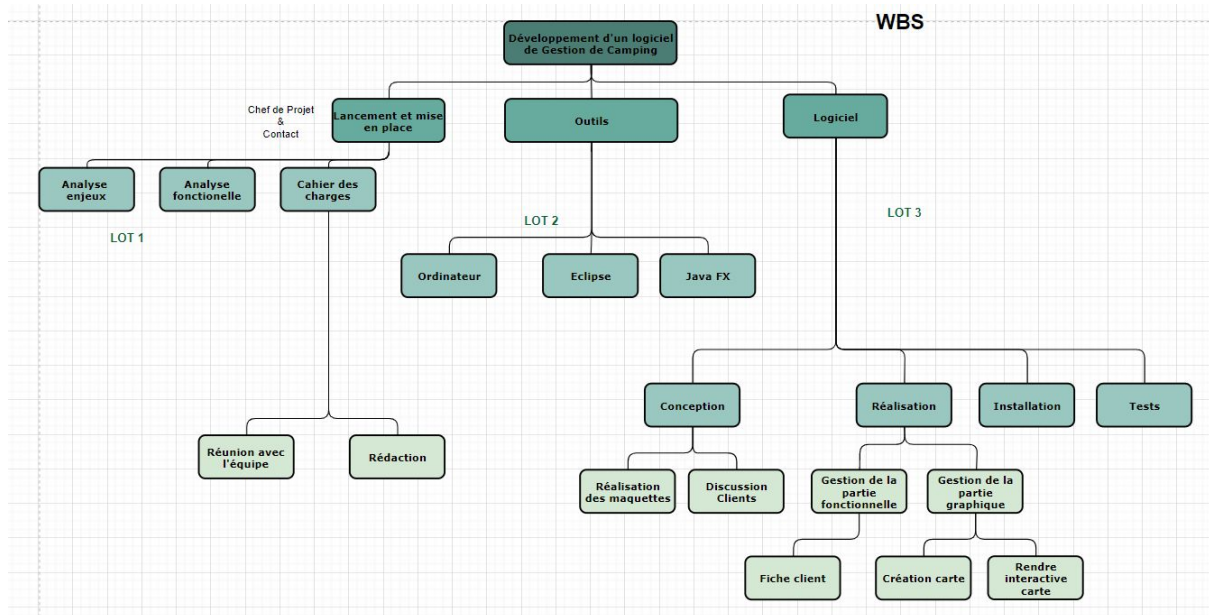 WBS
Développement d'un logiciel
de Gestion de Camping
Chef de Projet
&
Contact
Lancement et mise
en place
Outils
Logiciel
Analyse
enjeux
Analyse
fonctionelle
Cahier des
charges
LOT 1
LOT 2
LOT 3
Ordinateur
Eclipse
Java FX
Conception
Réalisation
Installation
Tests
Réunion avec
l'équipe
Rédaction
Réalisation
des maquettes
Discussion
Clients
Gestion de la
partie
fonctionnelle
Gestion de la
partie
graphique
Fiche client
Création carte
Rendre
interactive
carte